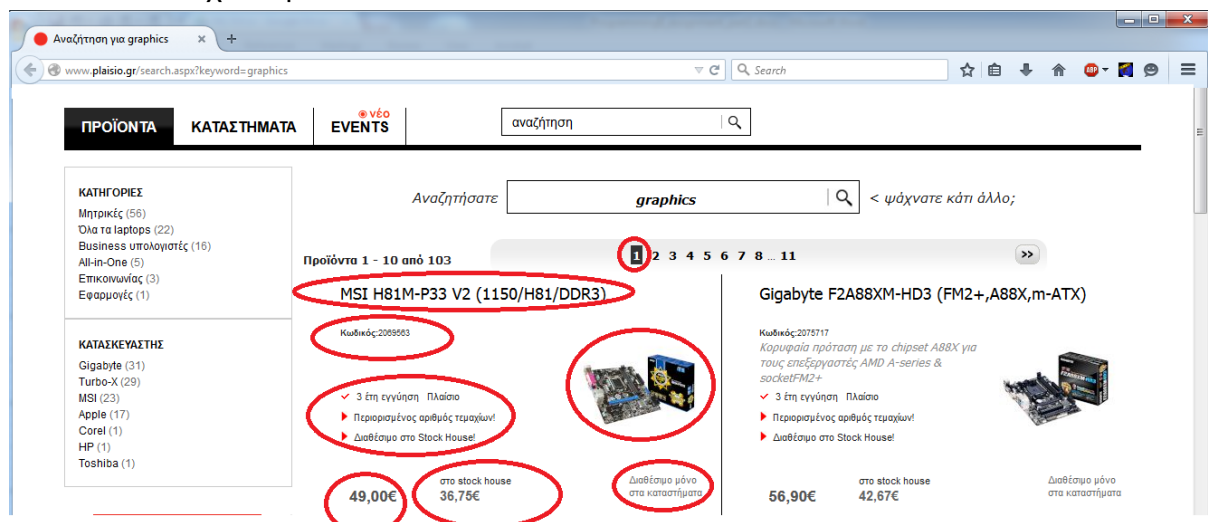 Αναζήτηση για graphics
www.plaisio.gr/search.aspx?keyword=graphics
Search
ABP
ΠΡΟΪΟΝΤΑ
ΚΑΤΑΣΤΗΜΑΤΑ
νέο
EVENTS
αναζήτηση
ΚΑΤΗΓΟΡΙΕΣ
Μητρικές (56)
Όλα τα laptops (22)
Business υπολογιστές (16)
All-in-One (5)
Επικοινωνίας (3)
Εφαρμογές (1)
ΚΑΤΑΣΚΕΥΑΣΤΗΣ
Gigabyte (31)
Turbo-X (29)
MSI (23)
Apple (17)
Corel (1)
HP (1)
Toshiba (1)
Αναζητήσατε
graphics
< ψάχνατε κάτι άλλο;
Προϊόντα 1 - 10 από 103
1 2 3 4 5 6 7 8 ... 11 >>
MSI H81M-P33 V2 (1150/H81/DDR3)
Κωδικός:2069563
3 έτη εγγύηση Πλαίσιο
Περιορισμένος αριθμός τεμαχίων!
Διαθέσιμο στο Stock House!
49,00€
στο stock house
36,75€
Διαθέσιμο μόνο
στα καταστήματα
Gigabyte F2A88XM-HD3 (FM2+,A88X,m-ATX)
Κωδικός:2075717
Κορυφαία πρόταση με το chipset A88X για
τους επεξεργαστές AMD A-series &
socketFM2+
3 έτη εγγύηση Πλαίσιο
Περιορισμένος αριθμός τεμαχίων!
Διαθέσιμο στο Stock House!
56,90€
στο stock house
42,67€
Διαθέσιμο μόνο
στα καταστήματα